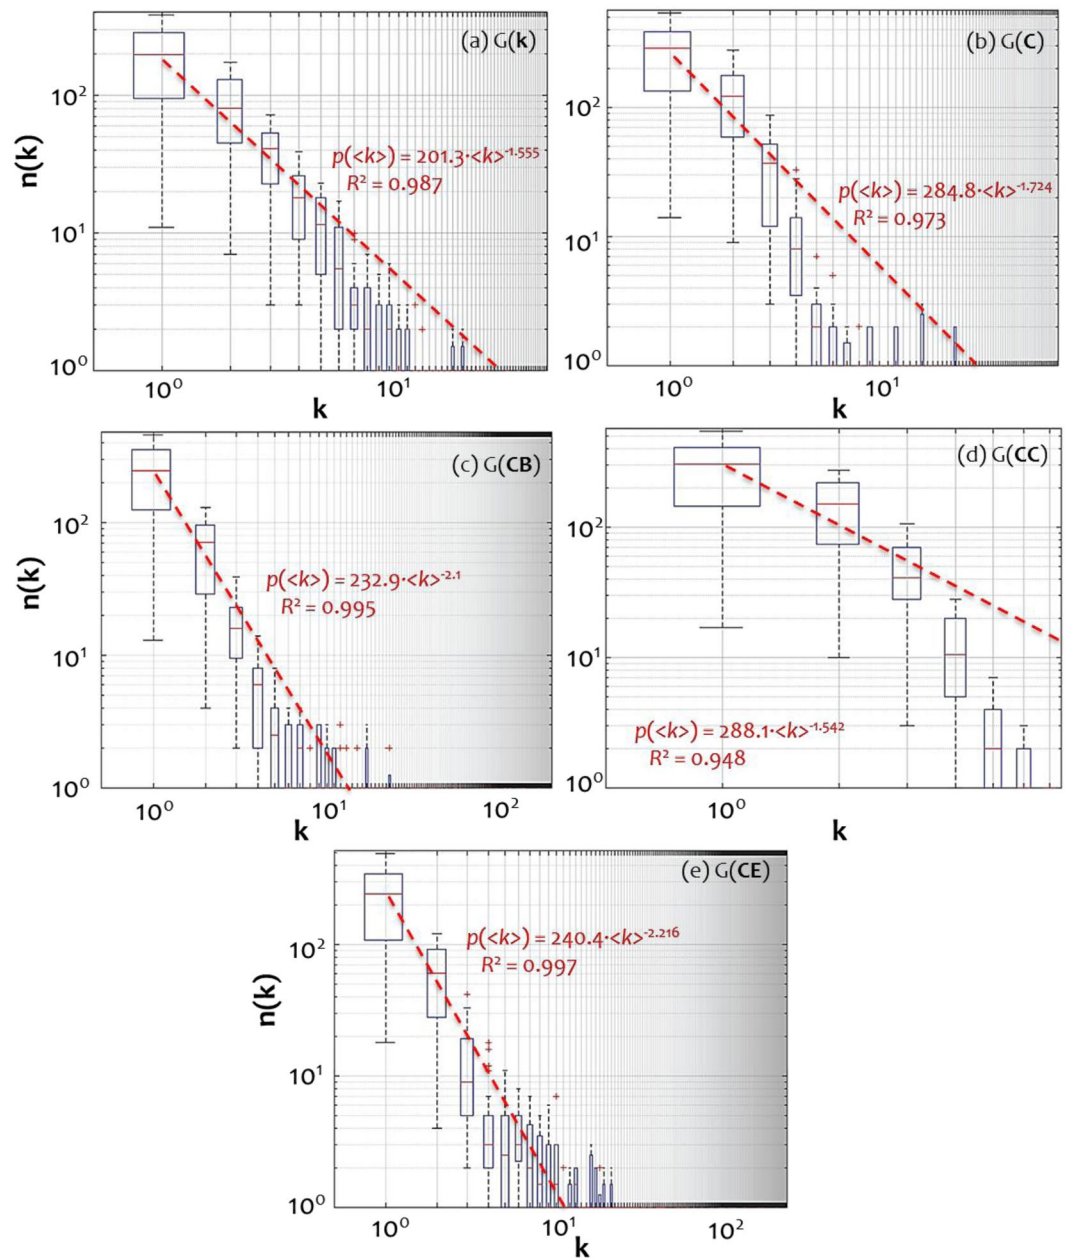 (a) G(k)
n(k)
10²
10¹
10⁰
p(<k>) = 201.3·<k>⁻¹·⁵⁵⁵
R² = 0.987
10⁰ 10¹
k
(b) G(C)
10²
10¹
10⁰
p(<k>) = 284.8·<k>⁻¹·⁷²⁴
R² = 0.973
10⁰ 10¹
k
(c) G(CB)
n(k)
10²
10¹
10⁰
p(<k>) = 232.9·<k>⁻²·¹
R² = 0.995
10⁰ 10¹ 10²
k
(d) G(CC)
10²
10¹
10⁰
p(<k>) = 288.1·<k>⁻¹·⁵⁴²
R² = 0.948
10⁰
k
(e) G(CE)
n(k)
10²
10¹
10⁰
p(<k>) = 240.4·<k>⁻²·²¹⁶
R² = 0.997
10⁰ 10¹ 10²
k